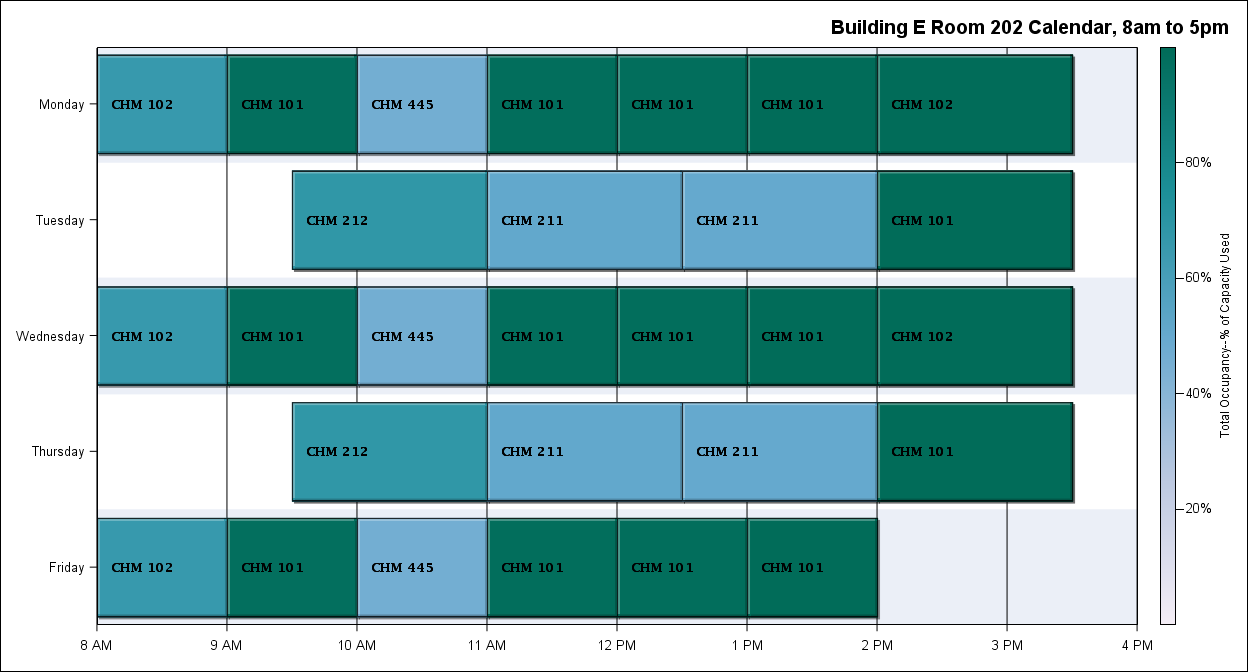 Building E Room 202 Calendar, 8am to 5pm
Monday
CHM 102
CHM 101
CHM 445
CHM 101
CHM 101
CHM 101
CHM 102
Tuesday
CHM 212
CHM 211
CHM 211
CHM 101
Wednesday
CHM 102
CHM 101
CHM 445
CHM 101
CHM 101
CHM 101
CHM 102
Thursday
CHM 212
CHM 211
CHM 211
CHM 101
Friday
CHM 102
CHM 101
CHM 445
CHM 101
CHM 101
CHM 101
8 AM
9 AM
10 AM
11 AM
12 PM
1 PM
2 PM
3 PM
4 PM
80%
60%
40%
20%
Total Occupancy--% of Capacity Used